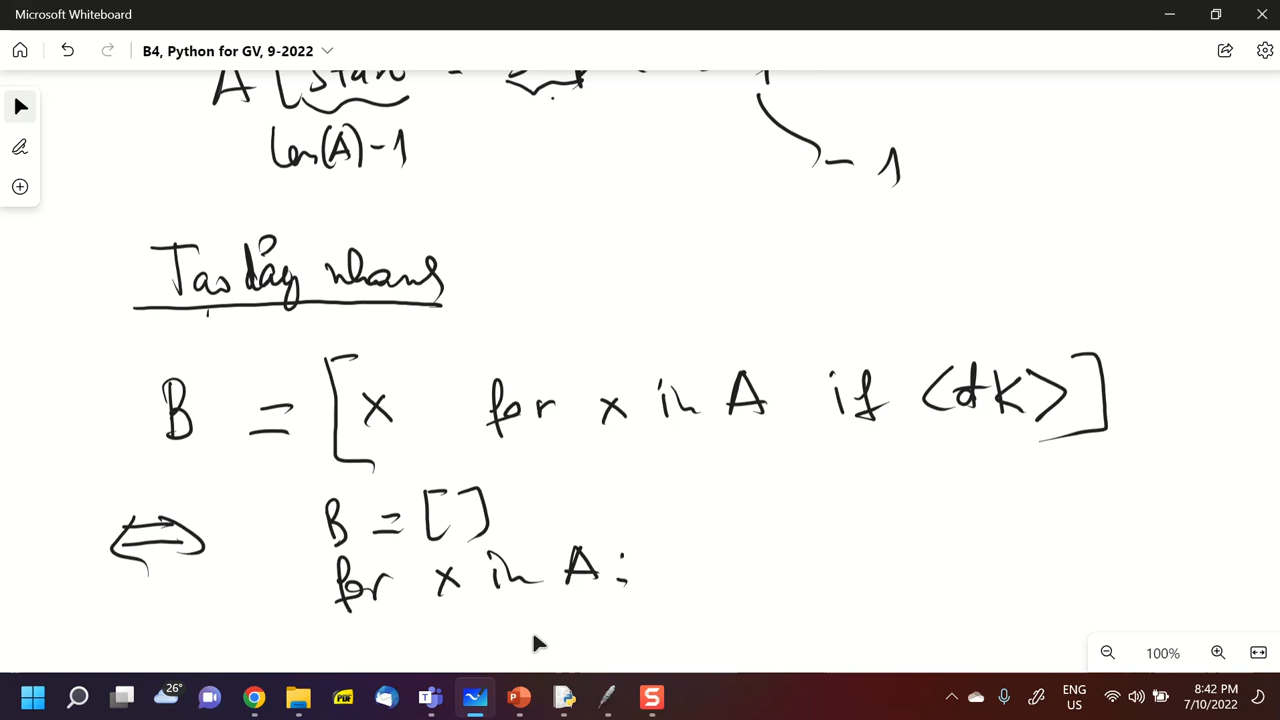 Microsoft Whiteboard
B4, Python for GV, 9-2022
A [start
len(A)-1
- 1
Tạo dãy nhanh
B = [x for x in A if <đk>]
⇔ B = []
for x in A:
100%
26°
ENG
US
8:42 PM
7/10/2022